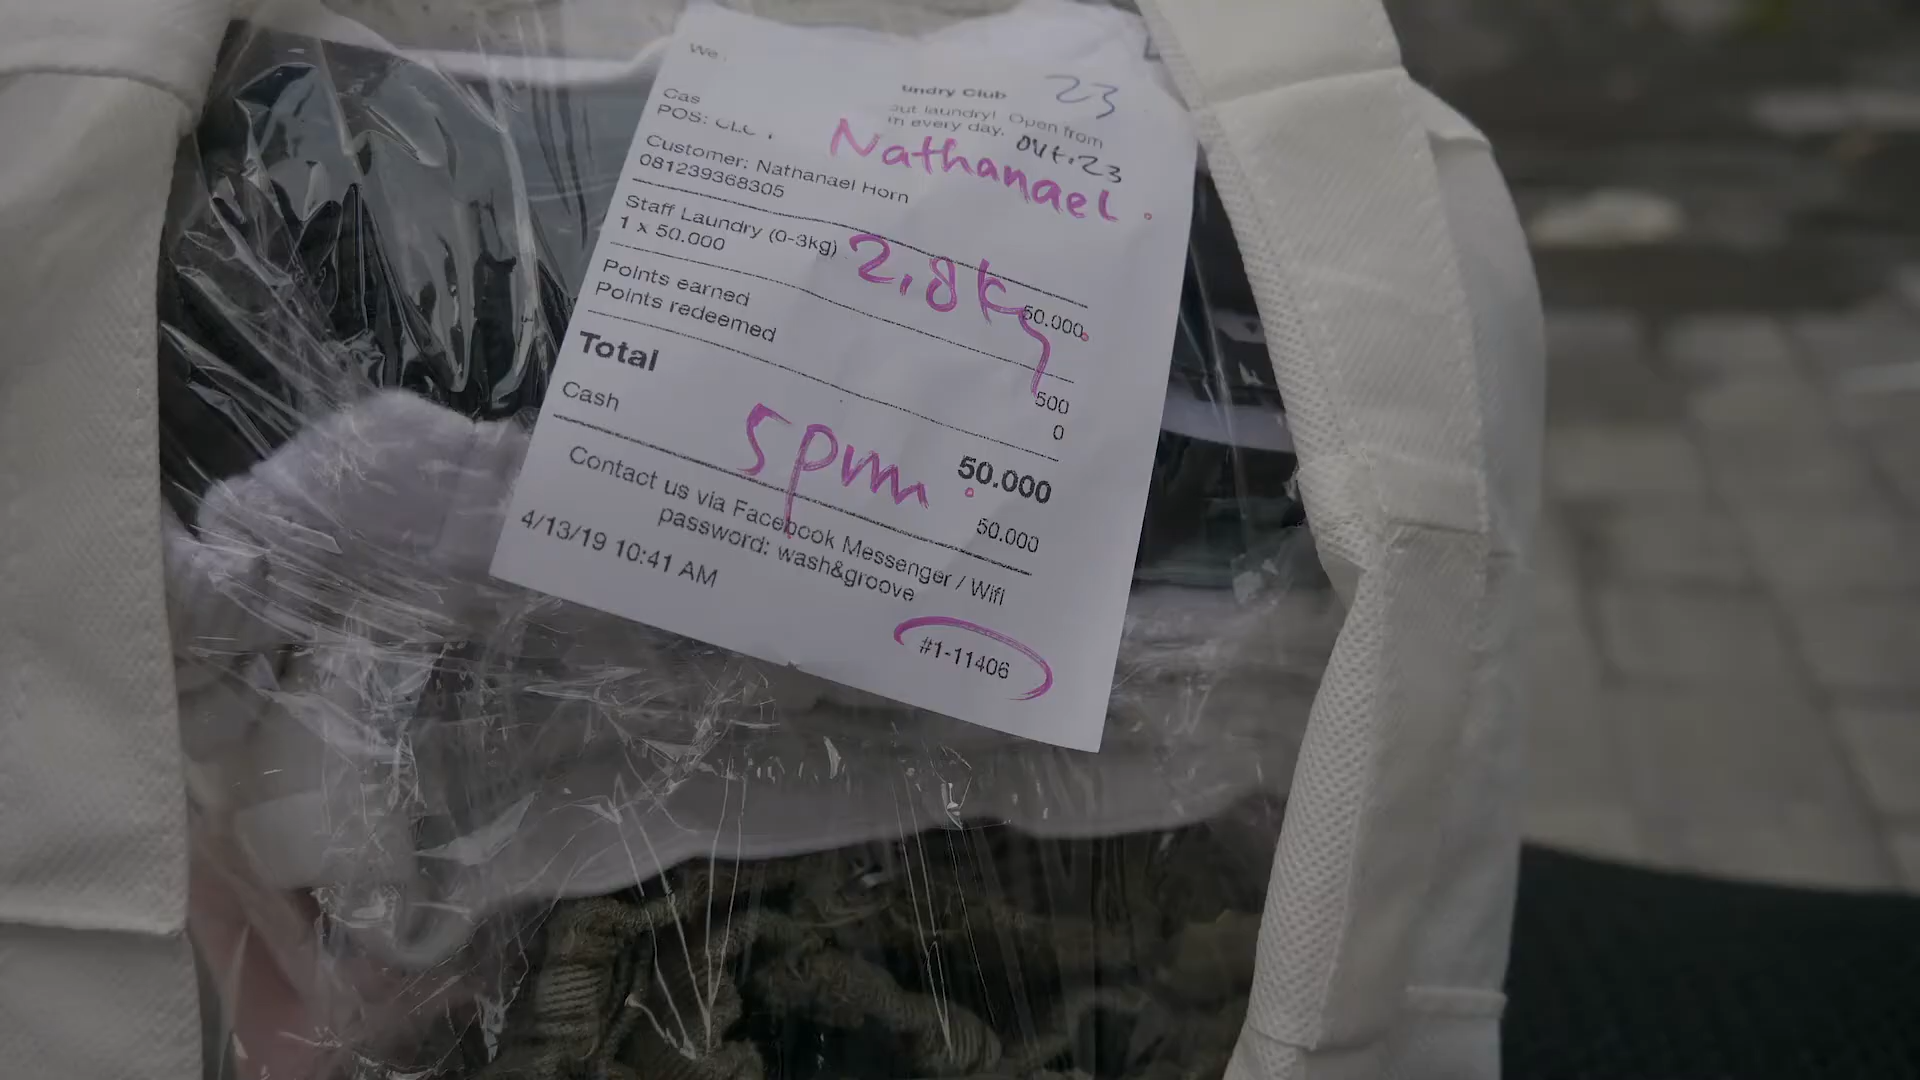 23
undry Club
out laundry! Open from
m every day.
out.23
Nathanael.
Cas
POS: CLC
Customer: Nathanael Horn
081239368305
Staff Laundry (0-3kg)
2,8kg
1 x 50.000
50.000
Points earned
500
Points redeemed
0
Total
50.000
Cash
50.000
5pm.
Contact us via Facebook Messenger / Wifi
password: wash&groove
4/13/19 10:41 AM
#1-11406